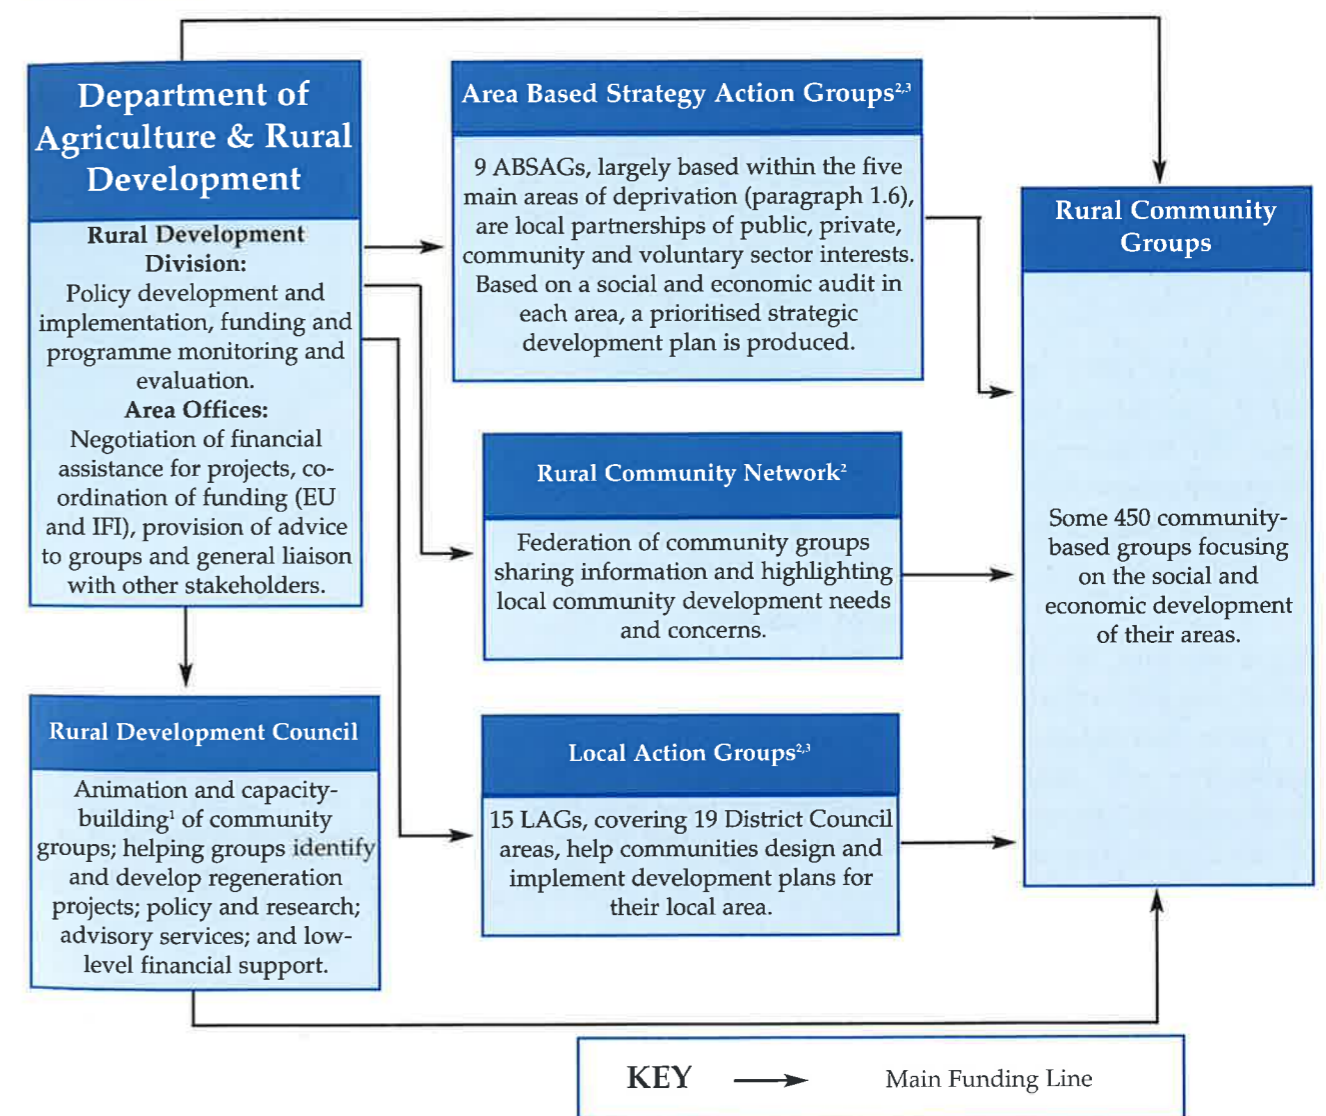 Department of
Agriculture & Rural
Development
Rural Development
Division:
Policy development and
implementation, funding and
programme monitoring and
evaluation.
Area Offices:
Negotiation of financial
assistance for projects, co-
ordination of funding (EU
and IFI), provision of advice
to groups and general liaison
with other stakeholders.
Rural Development Council
Animation and capacity-
building¹ of community
groups; helping groups identify
and develop regeneration
projects; policy and research;
advisory services; and low-
level financial support.
Area Based Strategy Action Groups²,³
9 ABSAGs, largely based within the five
main areas of deprivation (paragraph 1.6),
are local partnerships of public, private,
community and voluntary sector interests.
Based on a social and economic audit in
each area, a prioritised strategic
development plan is produced.
Rural Community Network²
Federation of community groups
sharing information and highlighting
local community development needs
and concerns.
Local Action Groups²,³
15 LAGs, covering 19 District Council
areas, help communities design and
implement development plans for
their local area.
Rural Community
Groups
Some 450 community-
based groups focusing
on the social and
economic development
of their areas.
KEY Main Funding Line